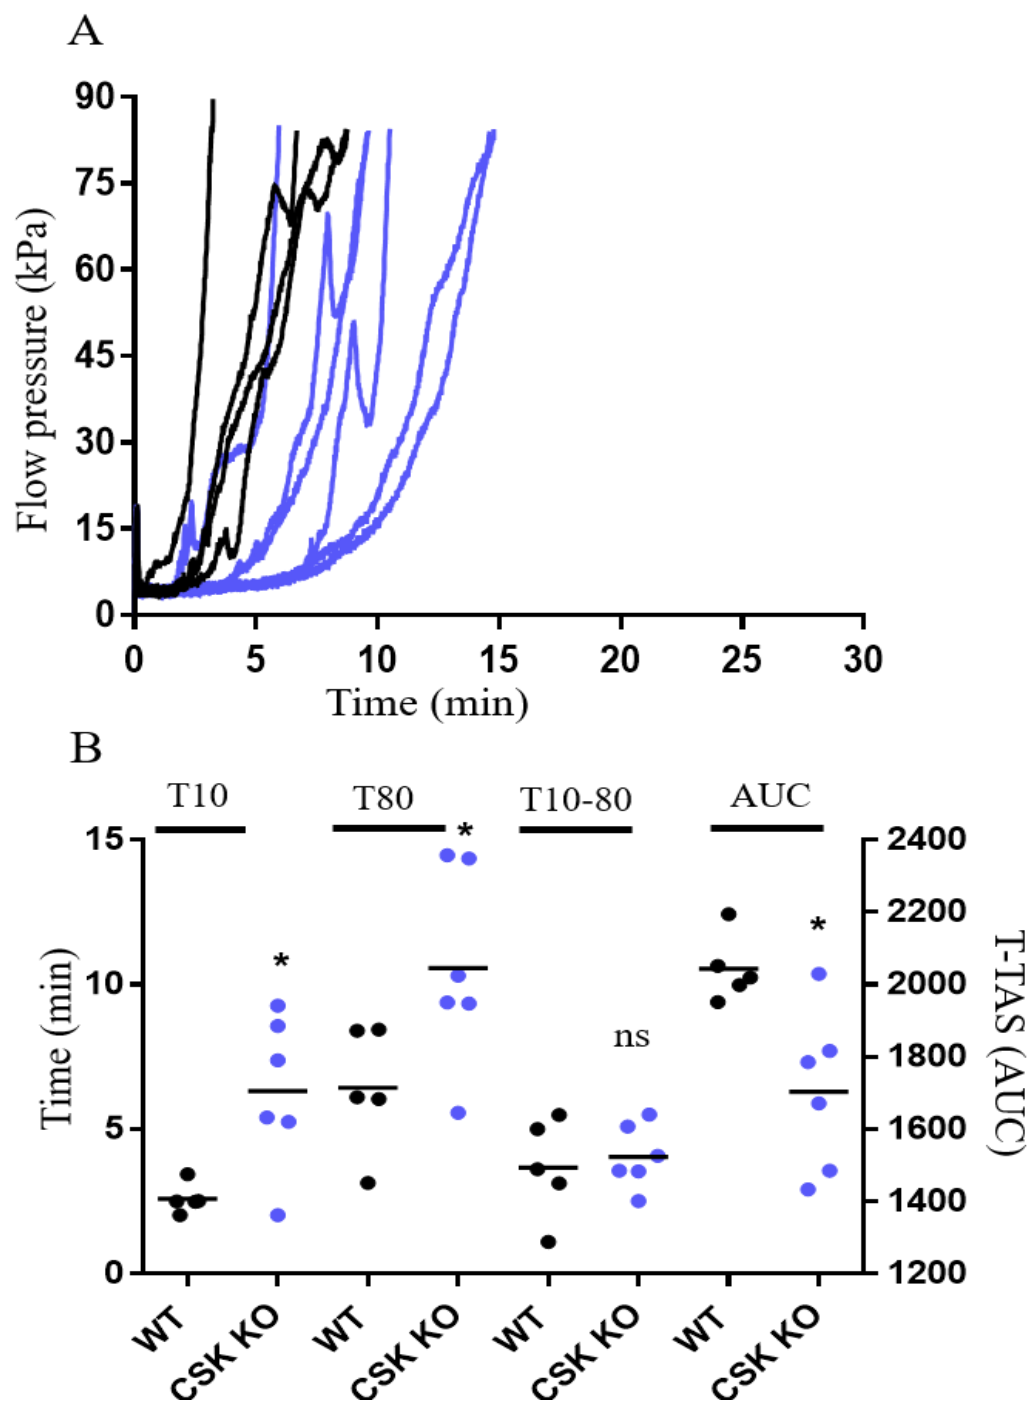 A
90
75
60
45
30
15
0
Flow pressure (kPa)
0 5 10 15 20 25 30
Time (min)
B
T10 T80 T10-80 AUC
* * ns *
15
10
5
0
Time (min)
2400
2200
2000
1800
1600
1400
1200
T-TAS (AUC)
WT CSK KO WT CSK KO WT CSK KO WT CSK KO